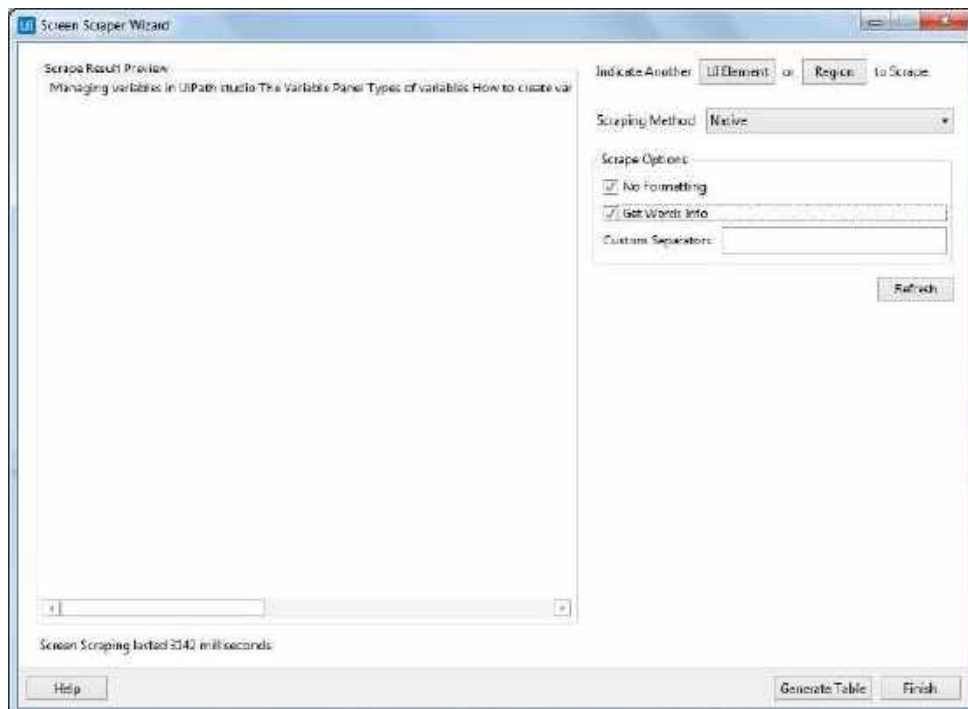 Ui Screen Scraper Wizard
Scrape Result Preview
Managing variables in UiPath studio The Variable Panel Types of variables How to create var
Indicate Another UI Element or Region to Scrape
Scraping Method Native
Scrape Options
No Formatting
Get Words Info
Custom Separators
Refresh
Screen Scraping lasted 3142 milliseconds
Help Generate Table Finish